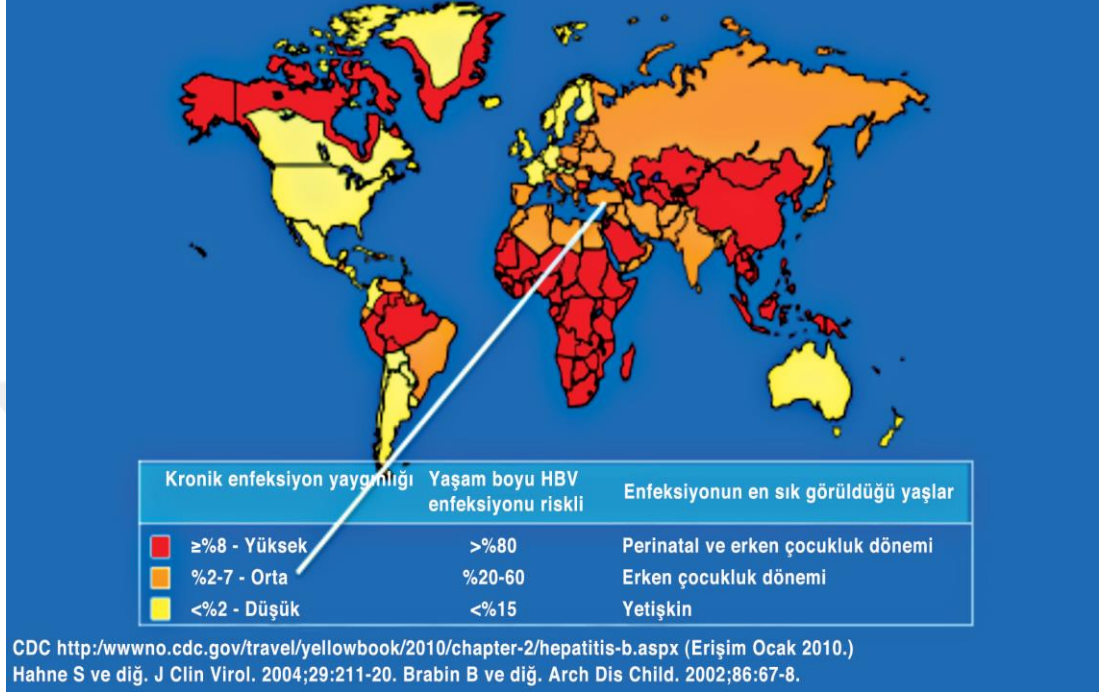 Kronik enfeksiyon yaygınlığı Yaşam boyu HBV enfeksiyonu riskli Enfeksiyonun en sık görüldüğü yaşlar
≥%8 - Yüksek >%80 Perinatal ve erken çocukluk dönemi
%2-7 - Orta %20-60 Erken çocukluk dönemi
<%2 - Düşük <%15 Yetişkin
CDC http:/wwwno.cdc.gov/travel/yellowbook/2010/chapter-2/hepatitis-b.aspx (Erişim Ocak 2010.)
Hahne S ve diğ. J Clin Virol. 2004;29:211-20. Brabin B ve diğ. Arch Dis Child. 2002;86:67-8.